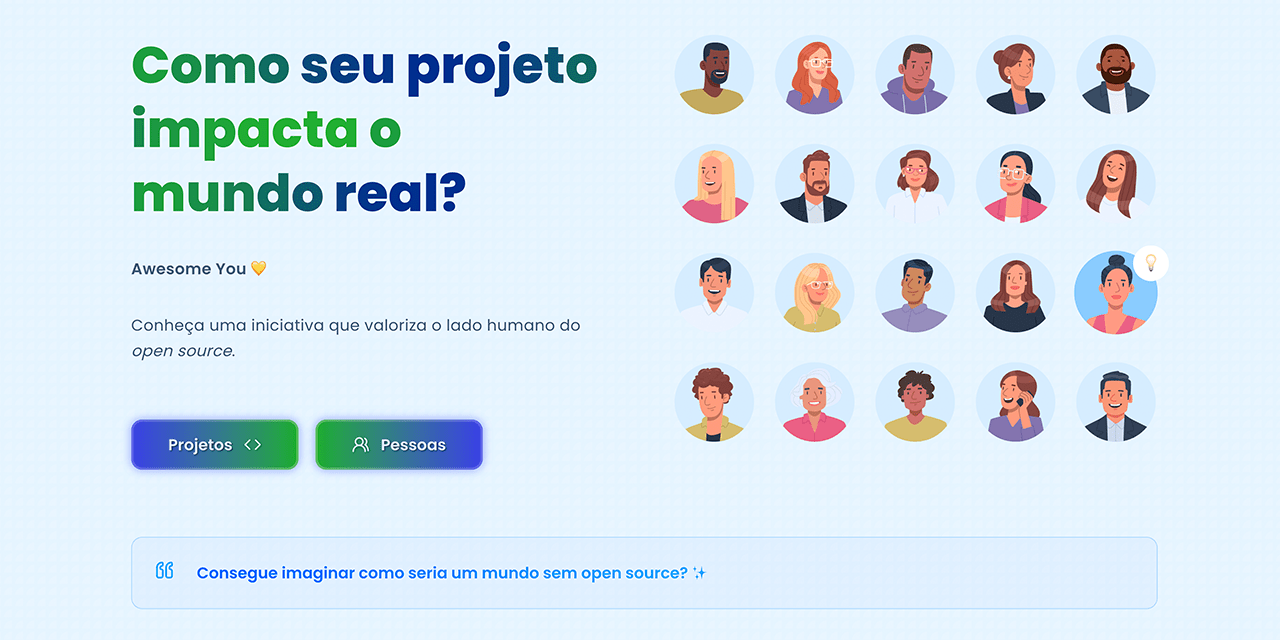 Como seu projeto
impacta o
mundo real?
Awesome You 💛
Conheça uma iniciativa que valoriza o lado humano do
open source.
Projetos
Pessoas
Consegue imaginar como seria um mundo sem open source? ✨